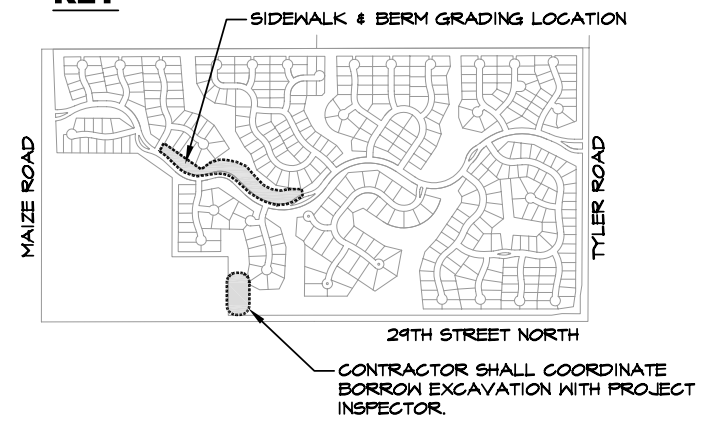 KEY
SIDEWALK & BERM GRADING LOCATION
MAIZE ROAD
TYLER ROAD
29TH STREET NORTH
CONTRACTOR SHALL COORDINATE
BORROW EXCAVATION WITH PROJECT
INSPECTOR.